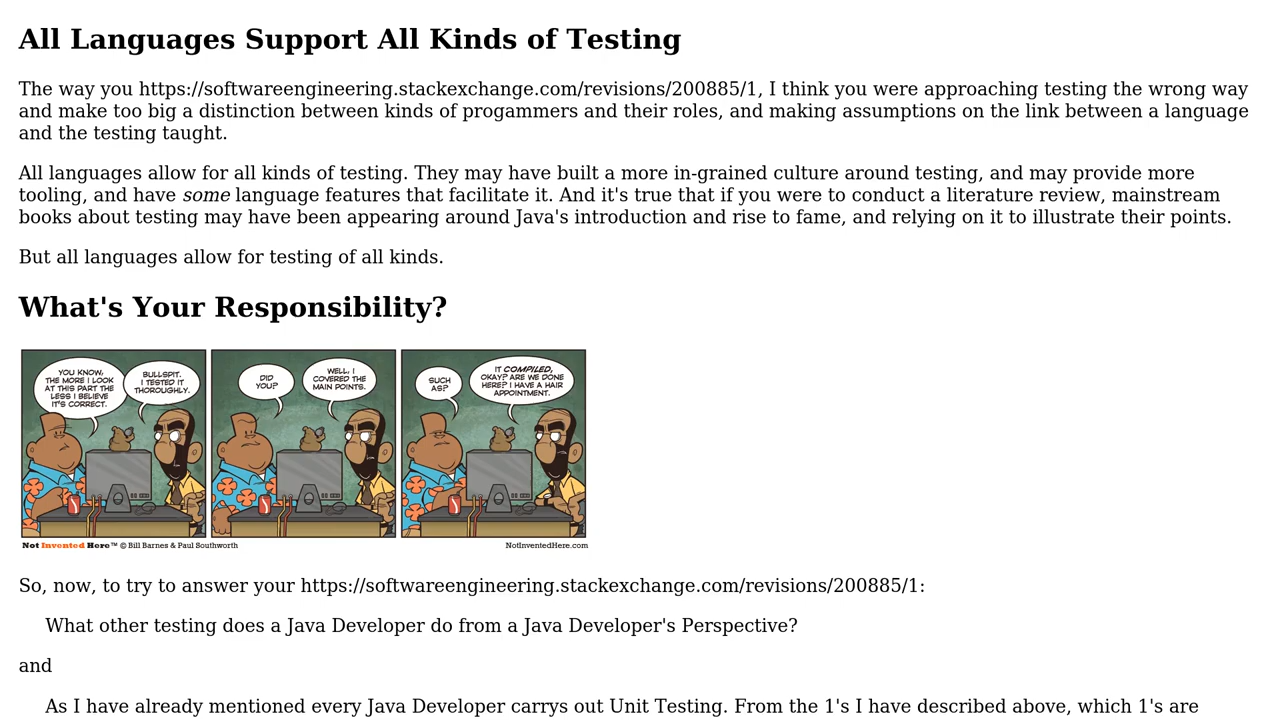 All Languages Support All Kinds of Testing
The way you https://softwareengineering.stackexchange.com/revisions/200885/1, I think you were approaching testing the wrong way
and make too big a distinction between kinds of progammers and their roles, and making assumptions on the link between a language
and the testing taught.
All languages allow for all kinds of testing. They may have built a more in-grained culture around testing, and may provide more
tooling, and have some language features that facilitate it. And it's true that if you were to conduct a literature review, mainstream
books about testing may have been appearing around Java's introduction and rise to fame, and relying on it to illustrate their points.
But all languages allow for testing of all kinds.
What's Your Responsibility?
YOU KNOW,
THE MORE I LOOK
AT THIS PART THE
LESS I BELIEVE
IT'S CORRECT.
BULLSPIT.
I TESTED IT
THOROUGHLY.
DID
YOU?
WELL, I
COVERED THE
MAIN POINTS.
SUCH
AS?
IT COMPILED,
OKAY? ARE WE DONE
HERE? I HAVE A HAIR
APPOINTMENT.
Not Invented Here™ © Bill Barnes & Paul Southworth
NotInventedHere.com
So, now, to try to answer your https://softwareengineering.stackexchange.com/revisions/200885/1:
What other testing does a Java Developer do from a Java Developer's Perspective?
and
As I have already mentioned every Java Developer carrys out Unit Testing. From the 1's I have described above, which 1's are